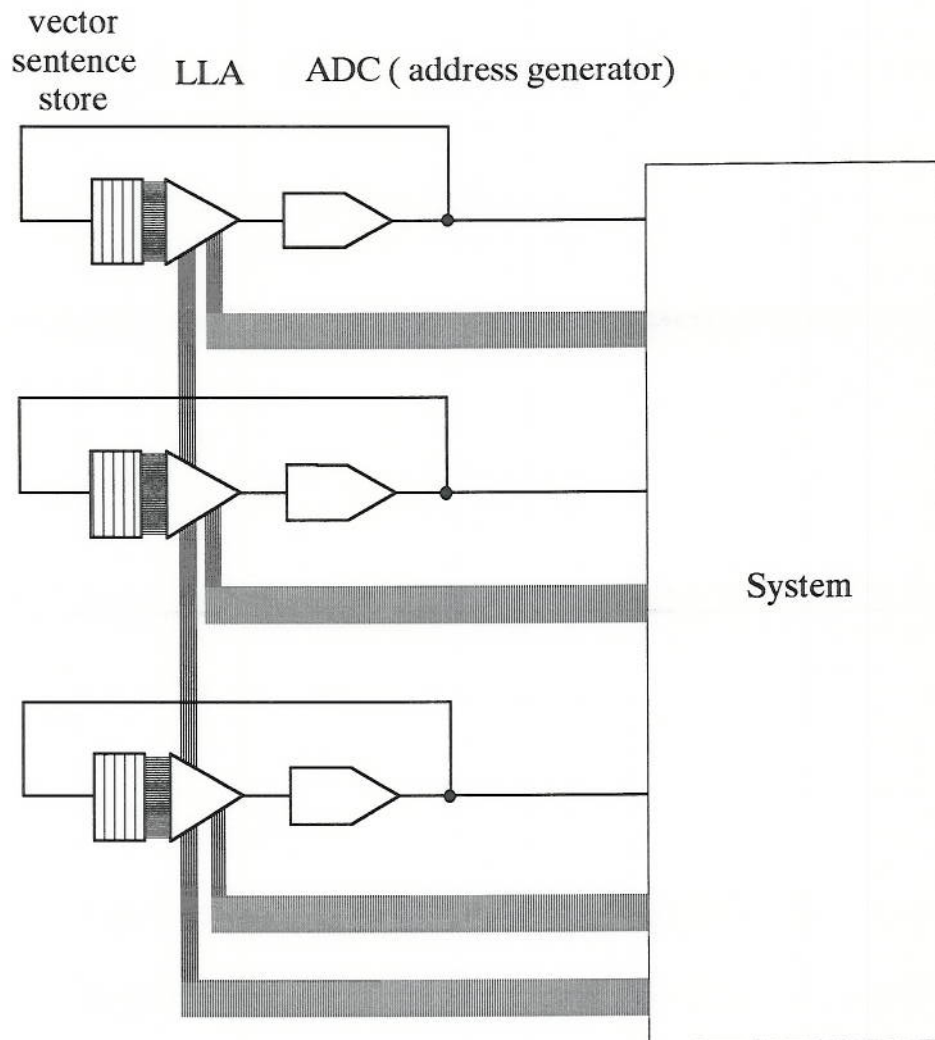 vector
sentence
store
LLA
ADC ( address generator)
System